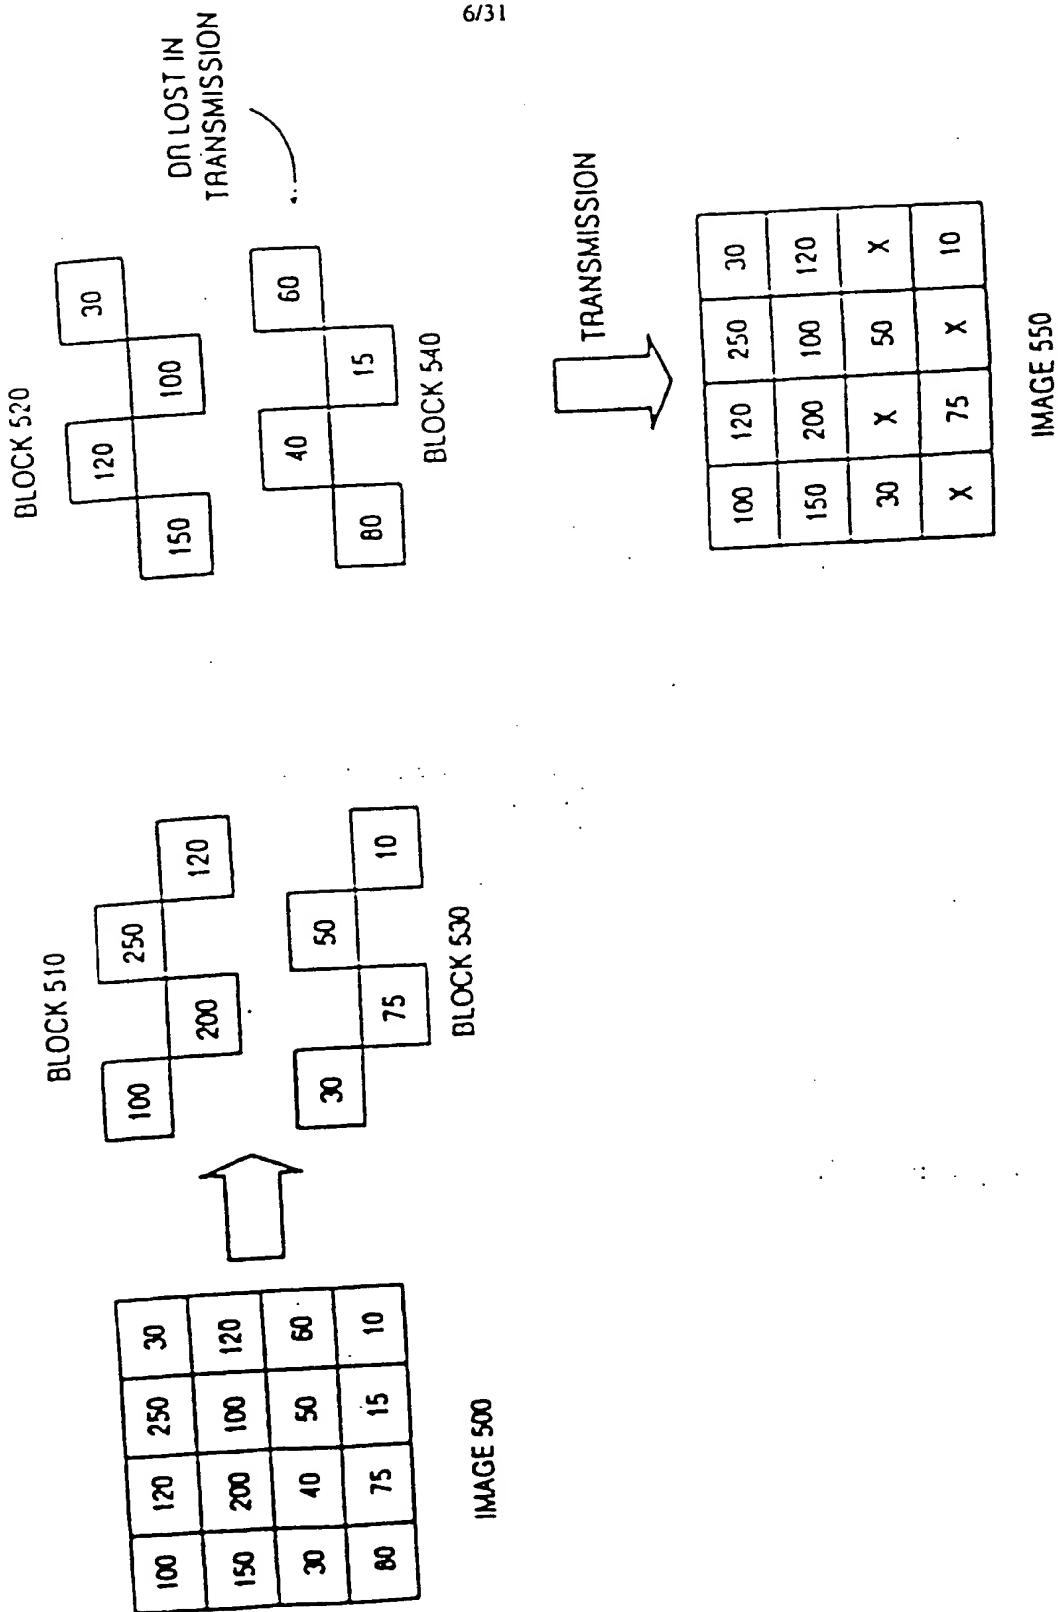 6/31
IMAGE 500
100 120 250 30
150 200 100 120
30 40 50 60
80 75 15 10
BLOCK 510
100 250
200 120
30 50
75 10
BLOCK 530
BLOCK 520
120 30
150 100
40 60
80 15
BLOCK 540
DR LOST IN
TRANSMISSION
TRANSMISSION
100 120 250 30
150 200 100 120
30 X 50 X
X 75 X 10
IMAGE 550